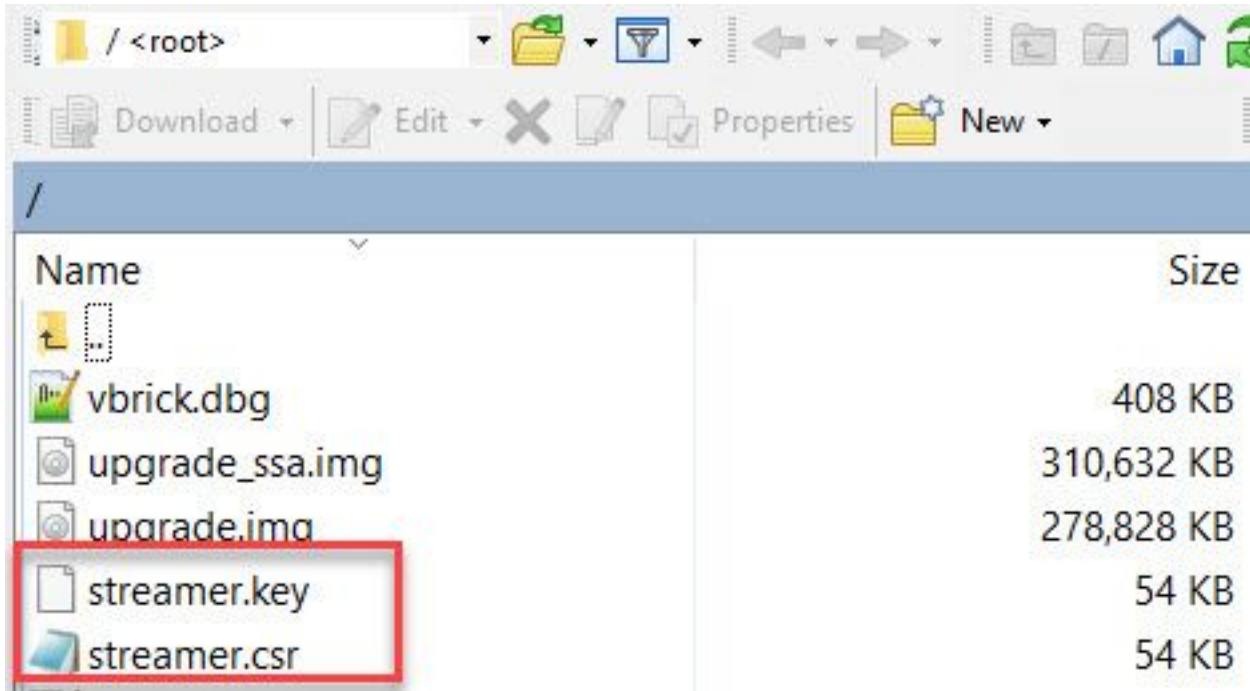 / <root>
Download Edit Properties New
/
Name Size
..
vbrick.dbg 408 KB
upgrade_ssa.img 310,632 KB
upgrade.img 278,828 KB
streamer.key 54 KB
streamer.csr 54 KB